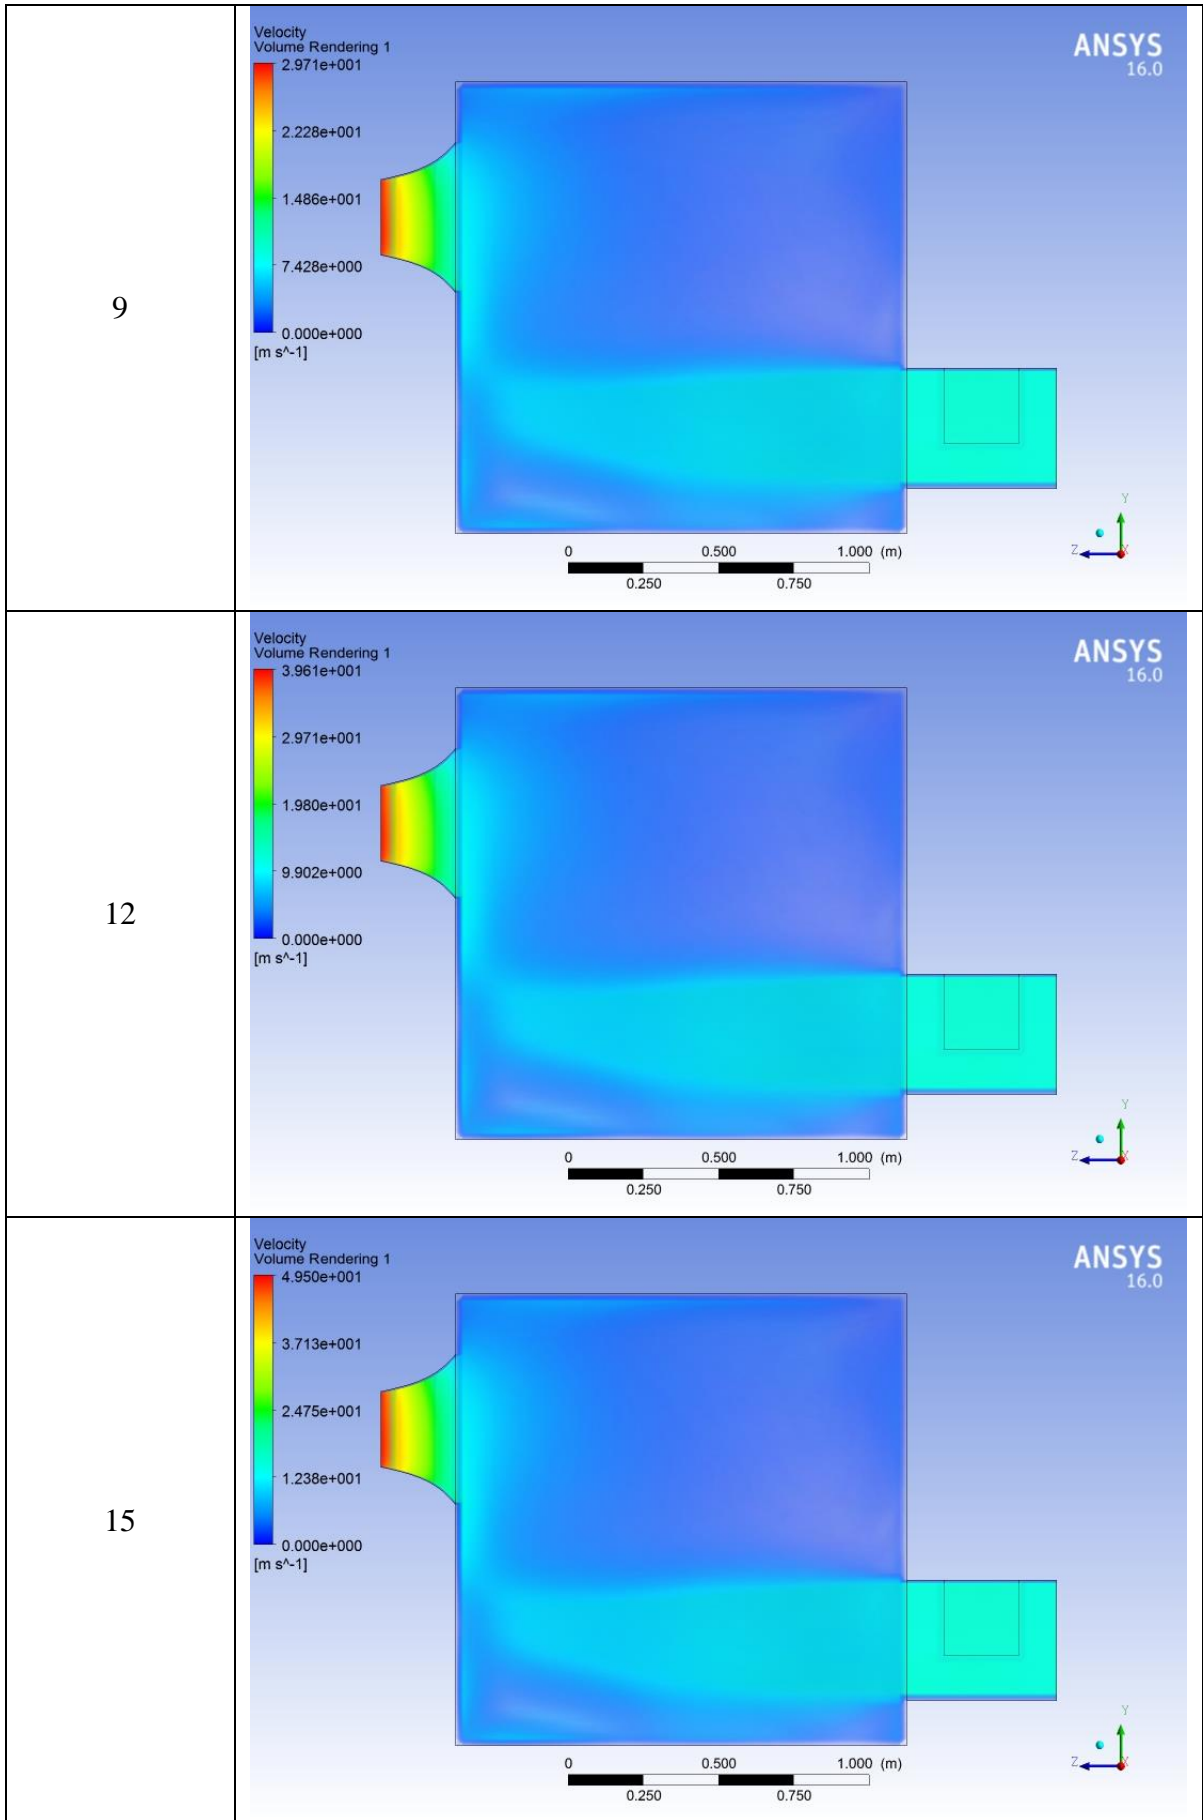 9
Velocity
Volume Rendering 1
2.971e+001
2.228e+001
1.486e+001
7.428e+000
0.000e+000
[m s^-1]
ANSYS
16.0
0 0.500 1.000 (m)
0.250 0.750
Y
Z X
12
Velocity
Volume Rendering 1
3.961e+001
2.971e+001
1.980e+001
9.902e+000
0.000e+000
[m s^-1]
ANSYS
16.0
0 0.500 1.000 (m)
0.250 0.750
Y
Z X
15
Velocity
Volume Rendering 1
4.950e+001
3.713e+001
2.475e+001
1.238e+001
0.000e+000
[m s^-1]
ANSYS
16.0
0 0.500 1.000 (m)
0.250 0.750
Y
Z X